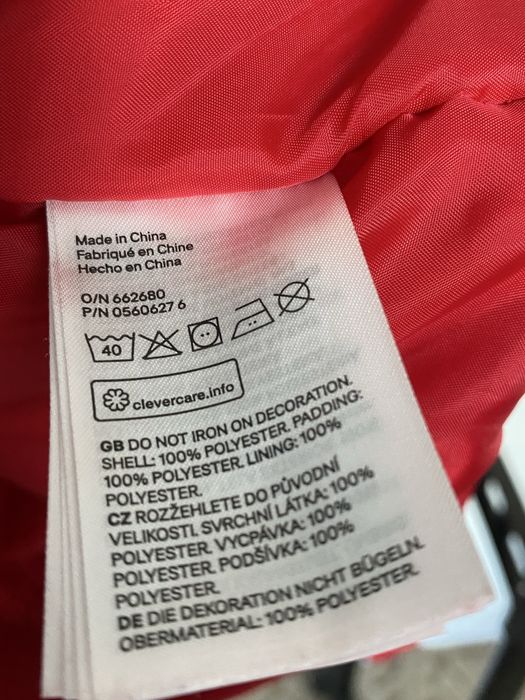 Made in China
Fabriqué en Chine
Hecho en China
O/N 662680
P/N 0560627 6
40
clevercare.info
GB DO NOT IRON ON DECORATION.
SHELL: 100% POLYESTER. PADDING:
100% POLYESTER. LINING: 100%
POLYESTER.
CZ ROZŽEHLETE DO PŮVODNÍ
VELIKOSTI. SVRCHNÍ LÁTKA: 100%
POLYESTER. VYCPÁVKA: 100%
POLYESTER. PODŠÍVKA: 100%
POLYESTER.
DE DIE DEKORATION NICHT BÜGELN.
OBERMATERIAL: 100% POLYESTER.